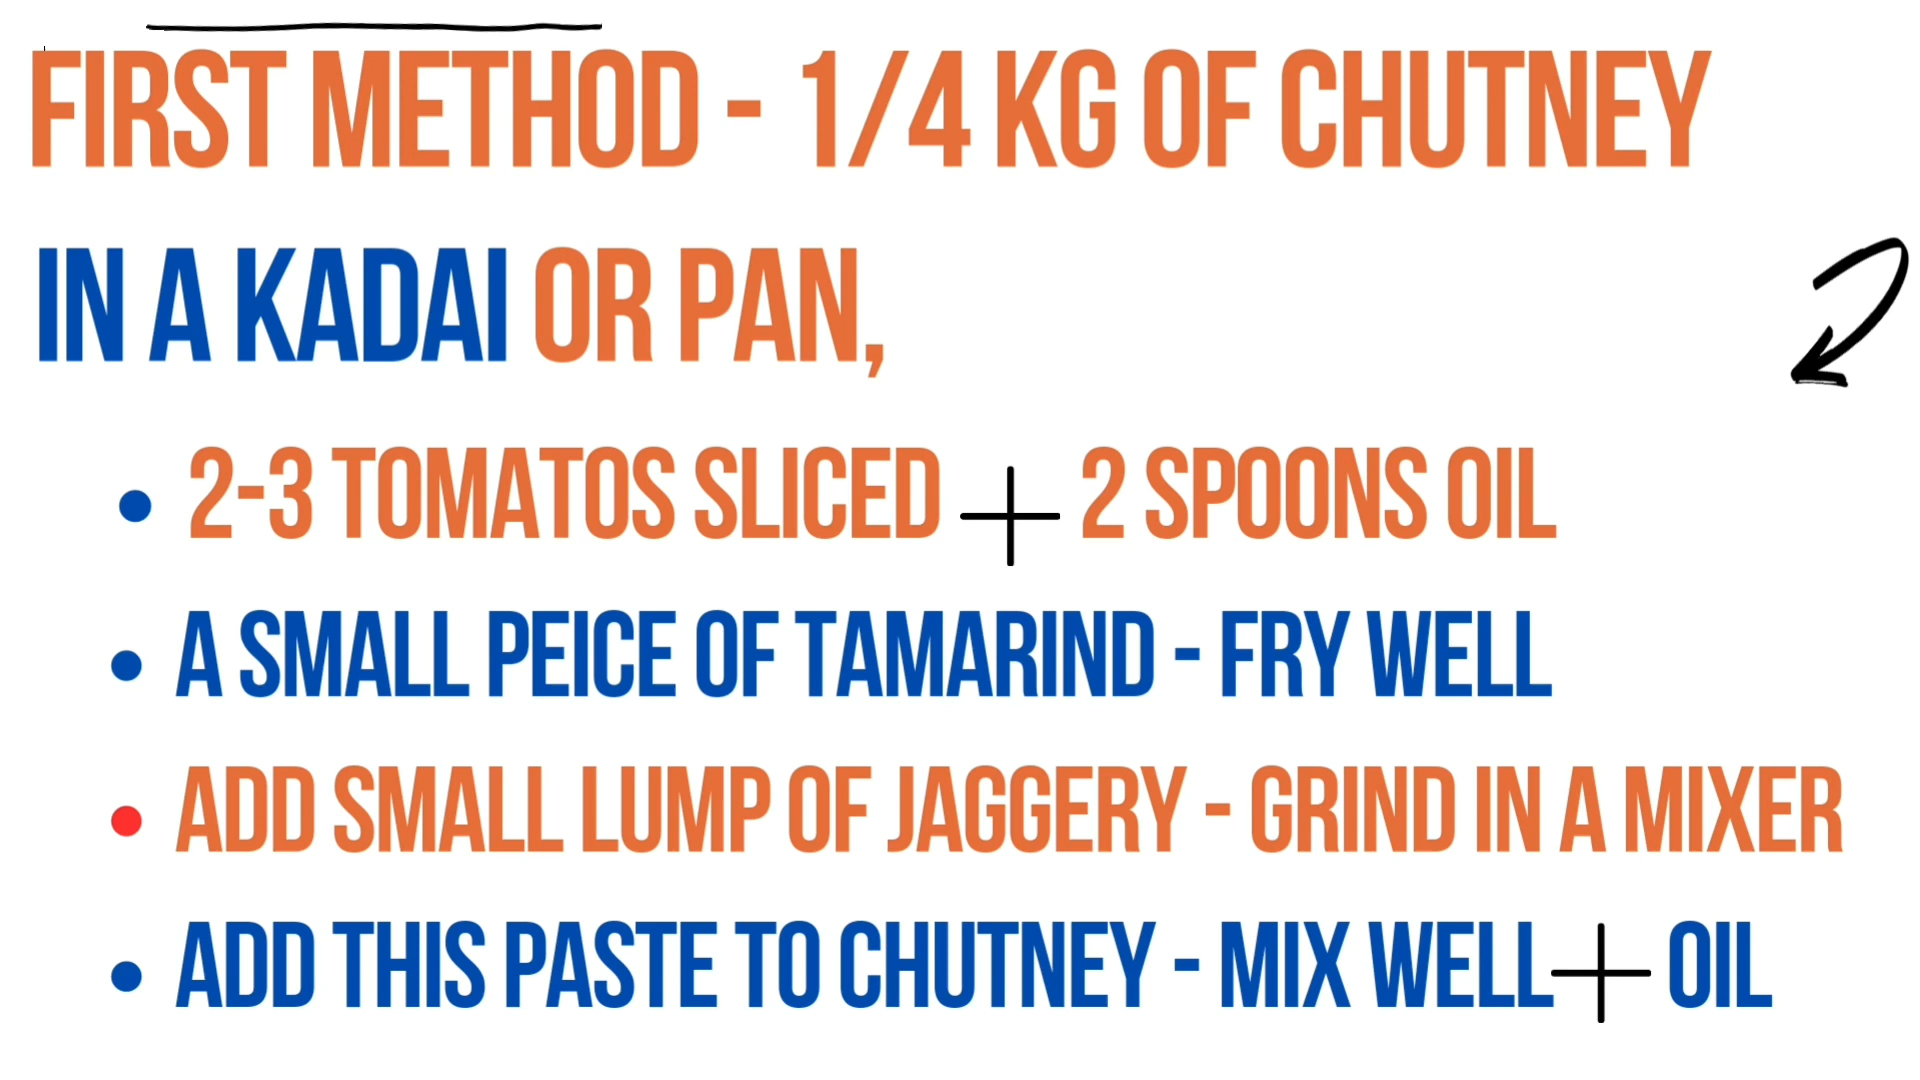 FIRST METHOD - 1/4 KG OF CHUTNEY
IN A KADAI OR PAN,
• 2-3 TOMATOS SLICED + 2 SPOONS OIL
• A SMALL PEICE OF TAMARIND - FRY WELL
• ADD SMALL LUMP OF JAGGERY - GRIND IN A MIXER
• ADD THIS PASTE TO CHUTNEY - MIX WELL + OIL